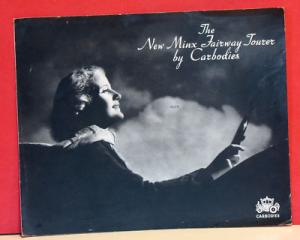 The
New Minx Fairway Tourer
by Carbodies
CARBODIES